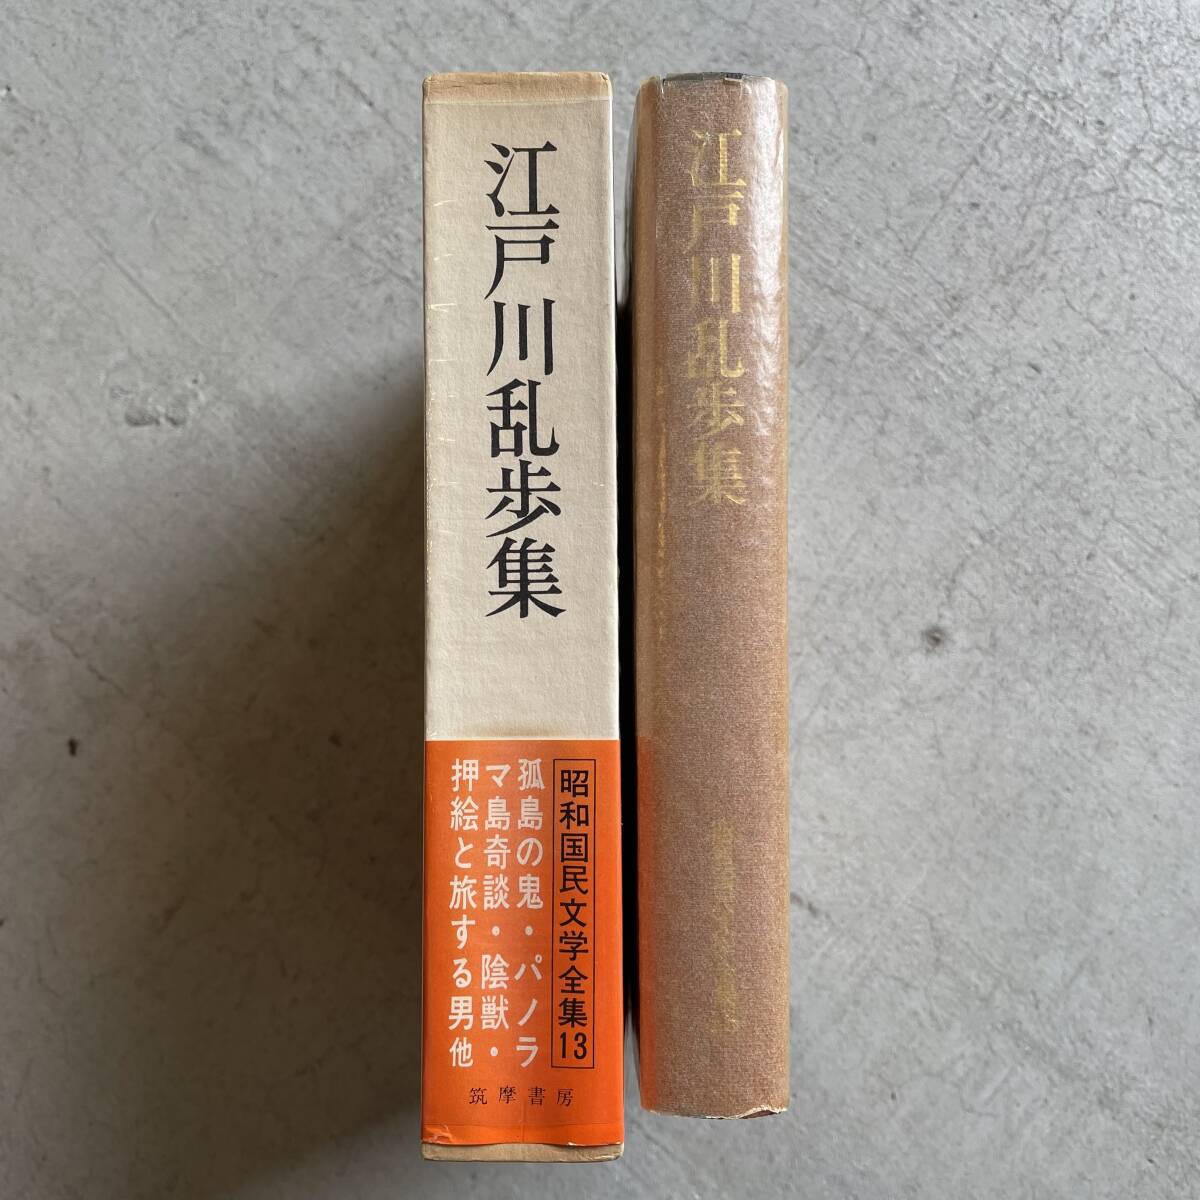 江戸川乱歩集
昭和国民文学全集13
孤島の鬼・パノラ
マ島奇談・陰獣・
押絵と旅する男他
筑摩書房
江戸川乱歩集